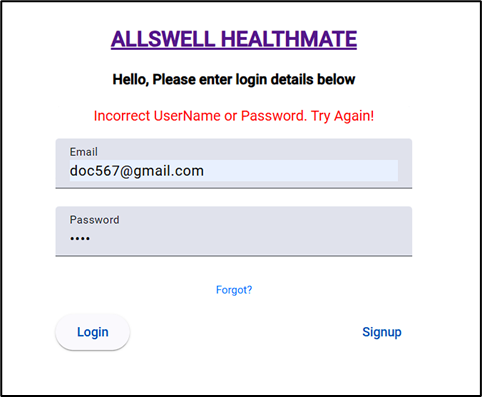 ALLSWELL HEALTHMATE
Hello, Please enter login details below
Incorrect UserName or Password. Try Again!
Email
doc567@gmail.com
Password
••••
Forgot?
Login Signup